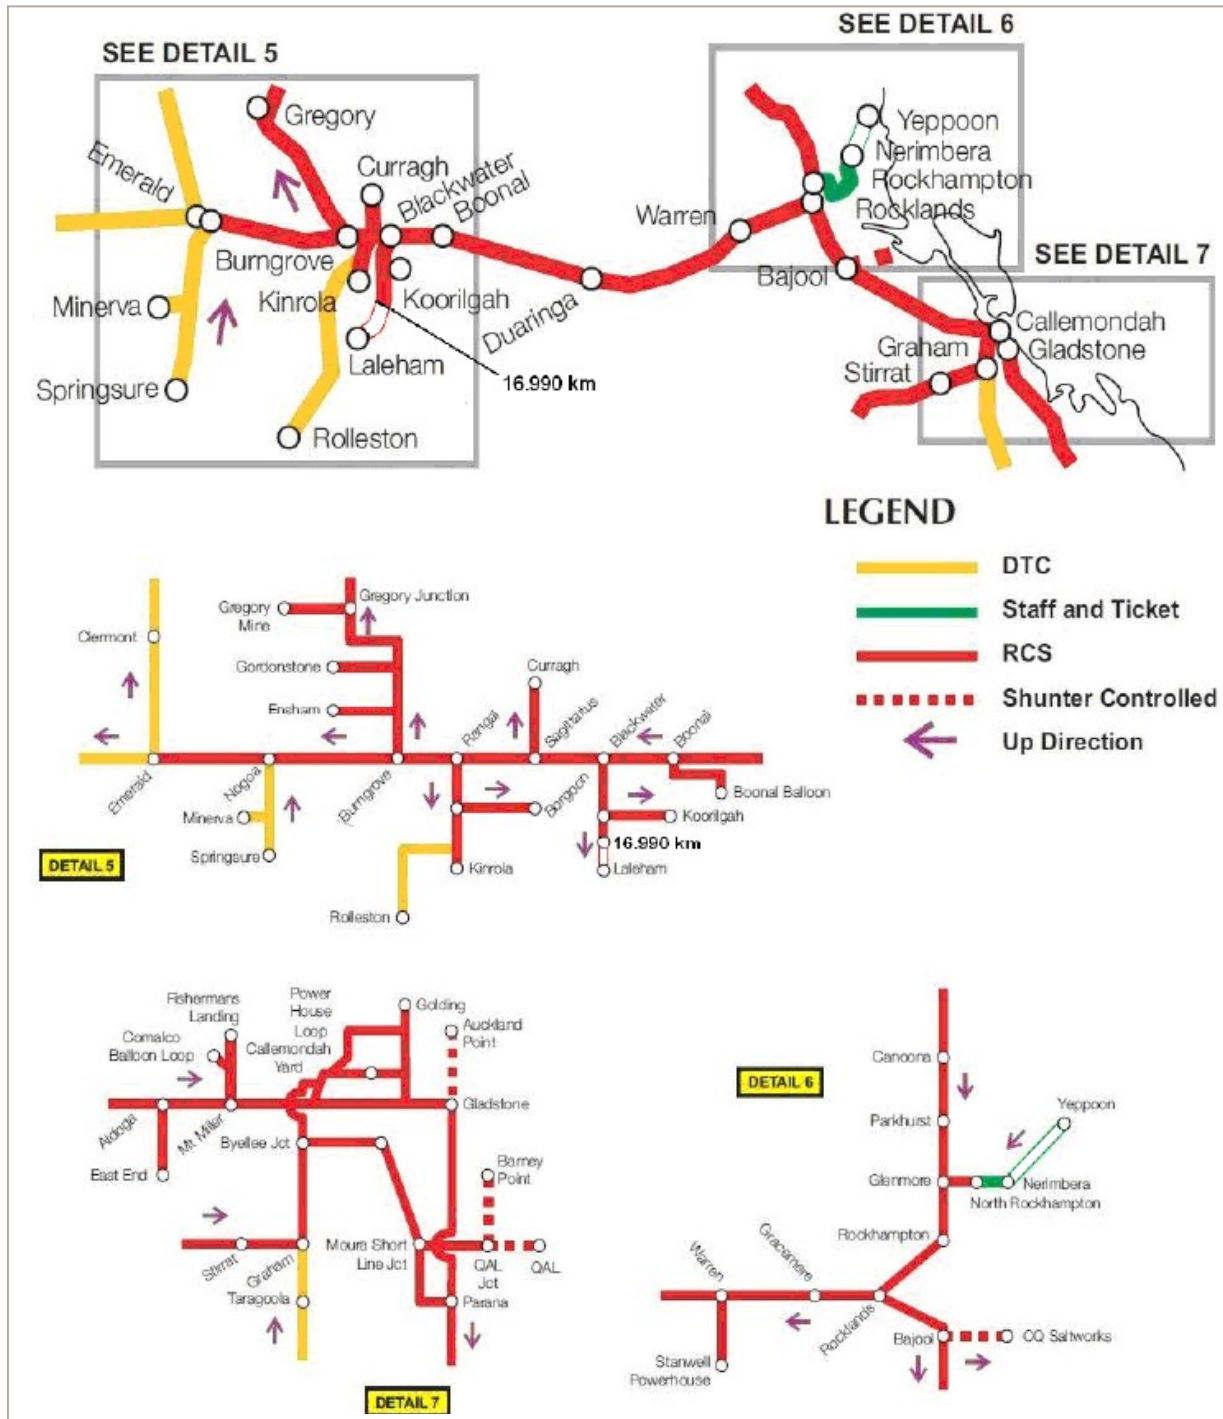 SEE DETAIL 5
SEE DETAIL 6
Gregory
Yeppoon
Emerald
Curragh
Nerimbera
Blackwater
Rockhampton
Boonal
Warren
Rocklands
SEE DETAIL 7
Burngrove
Bajool
Minerva
Kinrola
Koorilgah
Duaringa
Callemondah
Laleham
Graham
Gladstone
16.990 km
Stirrat
Springsure
Rolleston
LEGEND
DTC
Staff and Ticket
RCS
Shunter Controlled
Up Direction
Gregory
Mine
Gregory Junction
Clermont
Gordonstone
Curragh
Ensham
Rangal
Sagittatus
Blackwater
Boonal
Emerald
Nogoa
Burngrove
Borgoon
Boonal Balloon
Minerva
Koorilgah
16.990 km
Springsure
Kinrola
Laleham
DETAIL 5
Rolleston
Fishermans
Landing
Power
House
Loop
Golding
Comalco
Balloon Loop
Callemondah
Yard
Auckland
Point
Aldoga
Mt. Miller
Gladstone
Byellee Jct
East End
Barney
Point
Stirrat
Graham
Moura Short
Line Jct
QAL
Jct
QAL
Taragoola
Parana
DETAIL 7
Canoona
DETAIL 6
Parkhurst
Yeppoon
Glenmore
Nerimbera
North Rockhampton
Rockhampton
Warren
Gracemere
Rocklands
Bajool
CQ Saltworks
Stanwell
Powerhouse